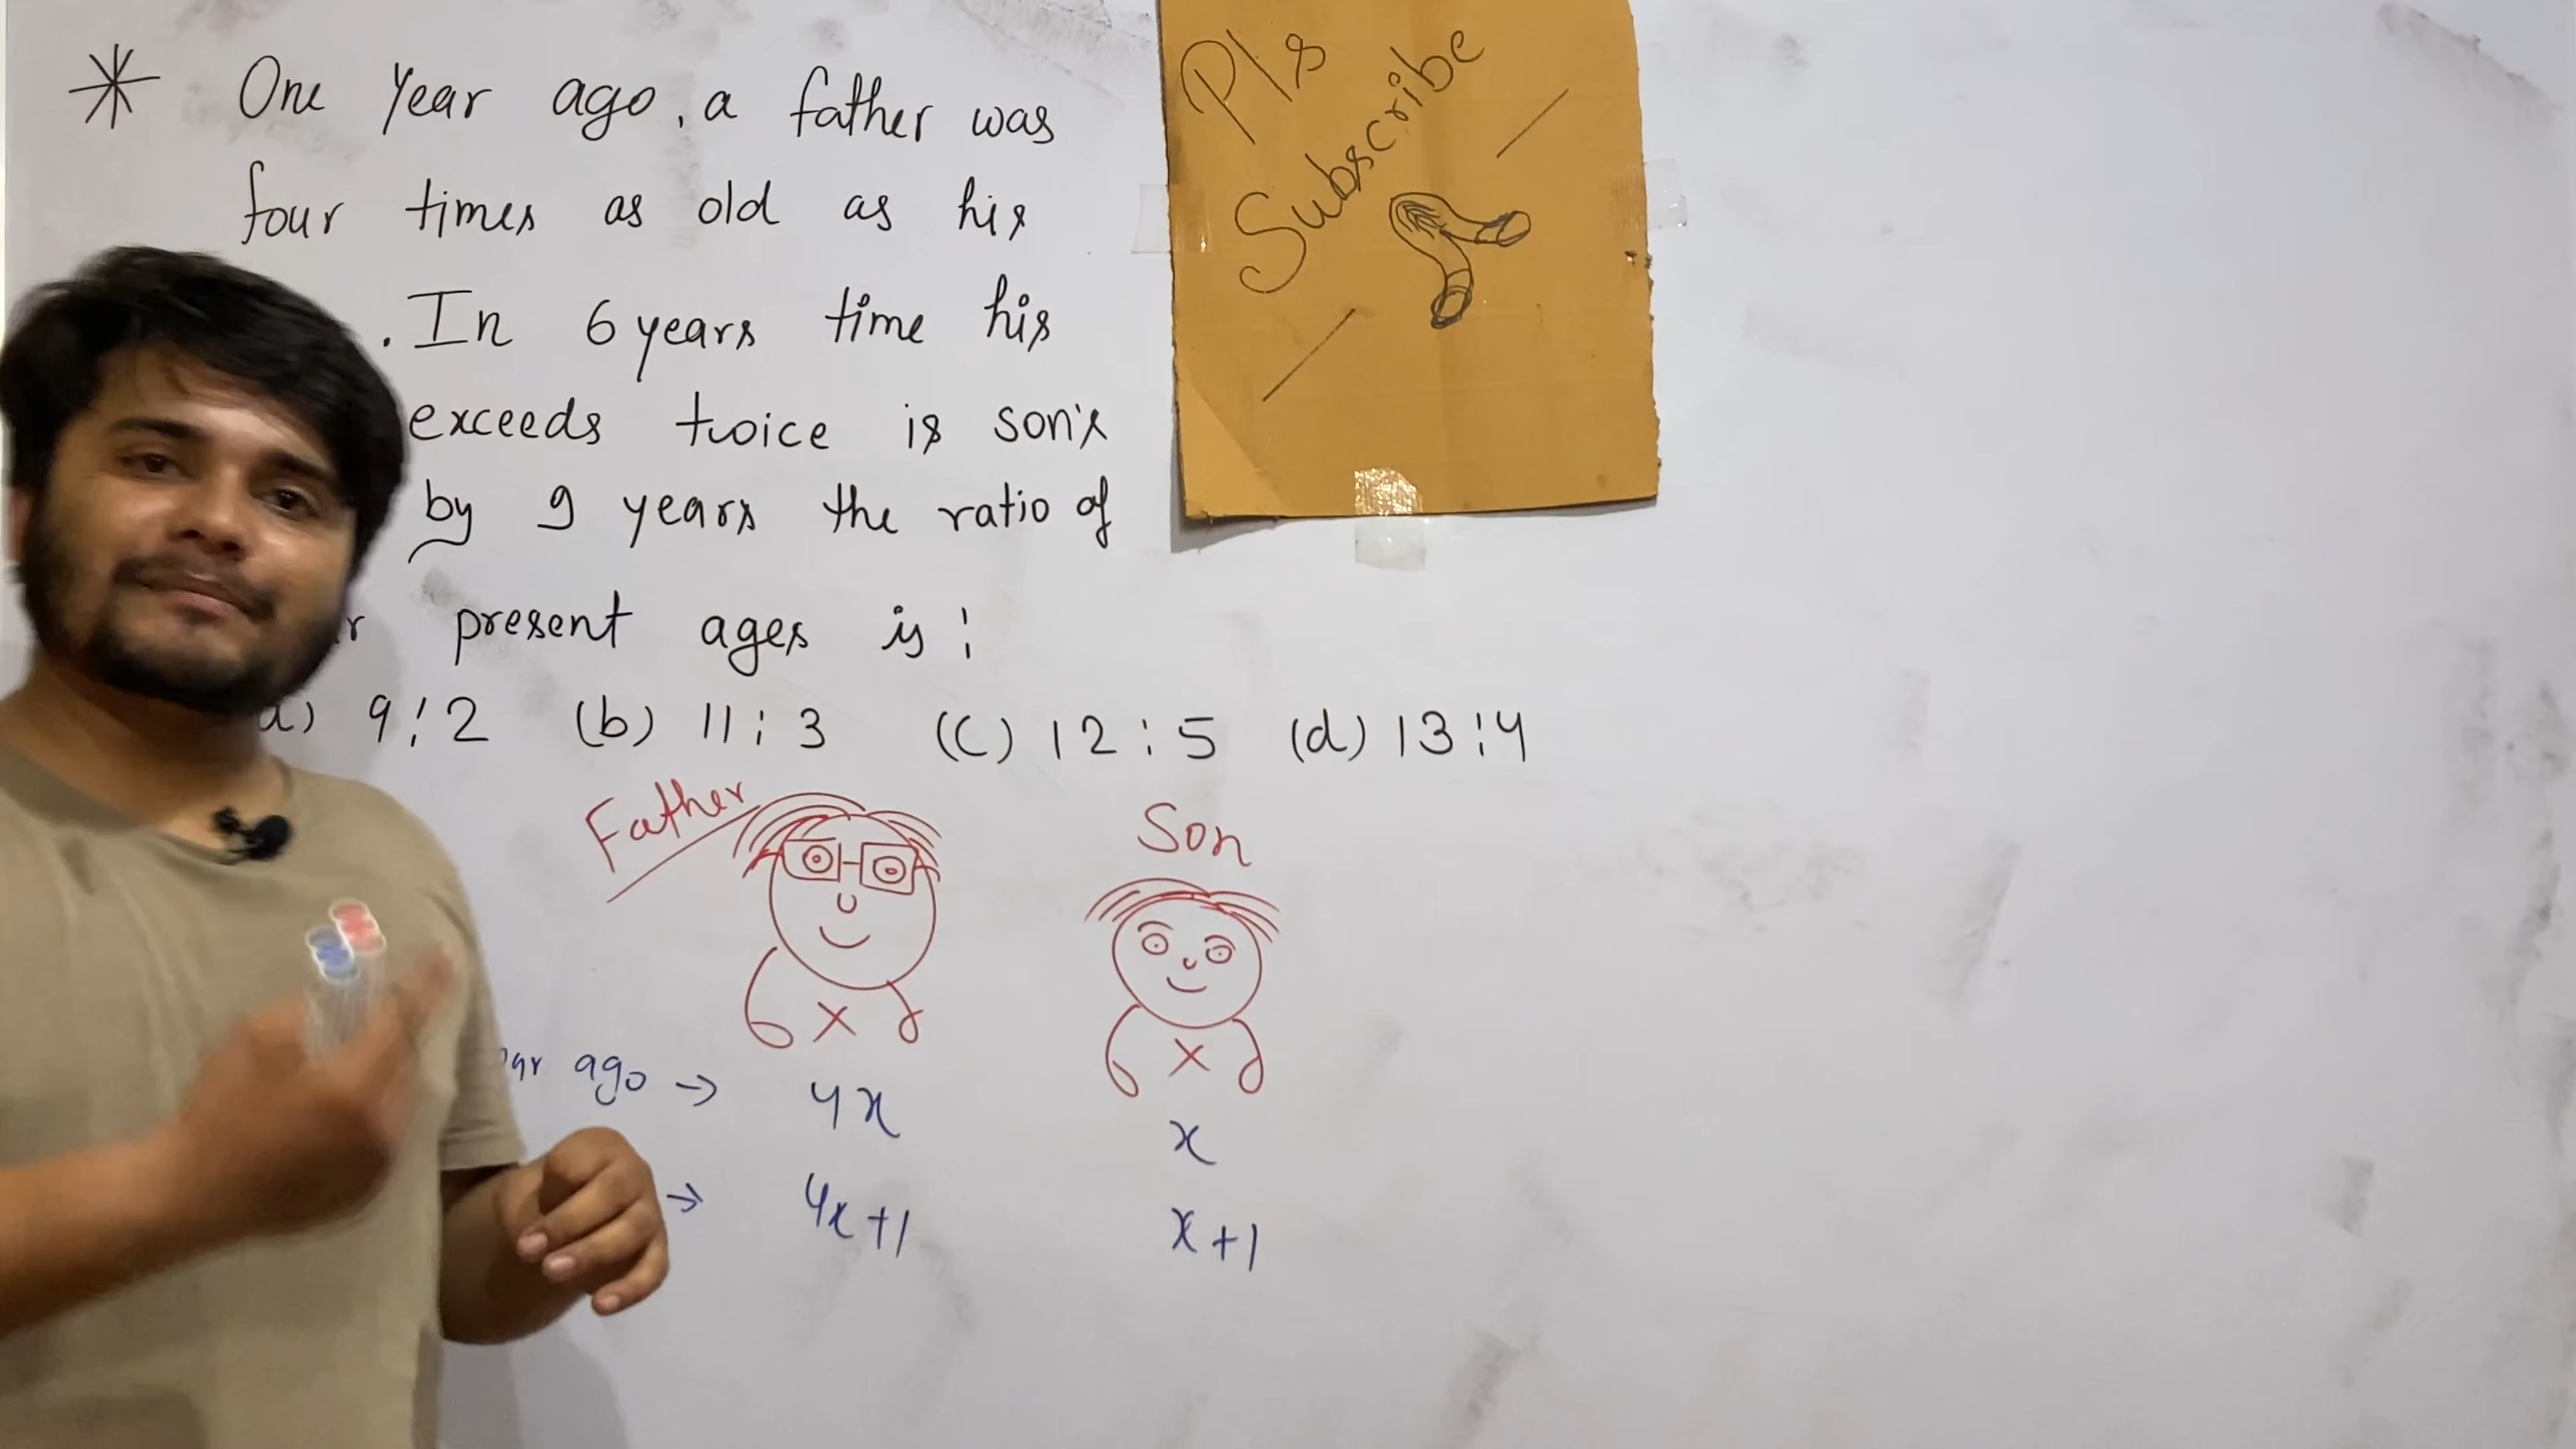 One Year ago, a father was
four times as old as his
. In 6 years time his
exceeds twice is son's
by 9 years the ratio of
r present ages is :
a) 9 : 2 (b) 11 : 3 (C) 12 : 5 (d) 13 : 4
Pls
Subscribe
Father
Son
ago → 4x x
→ 4x+1 x+1